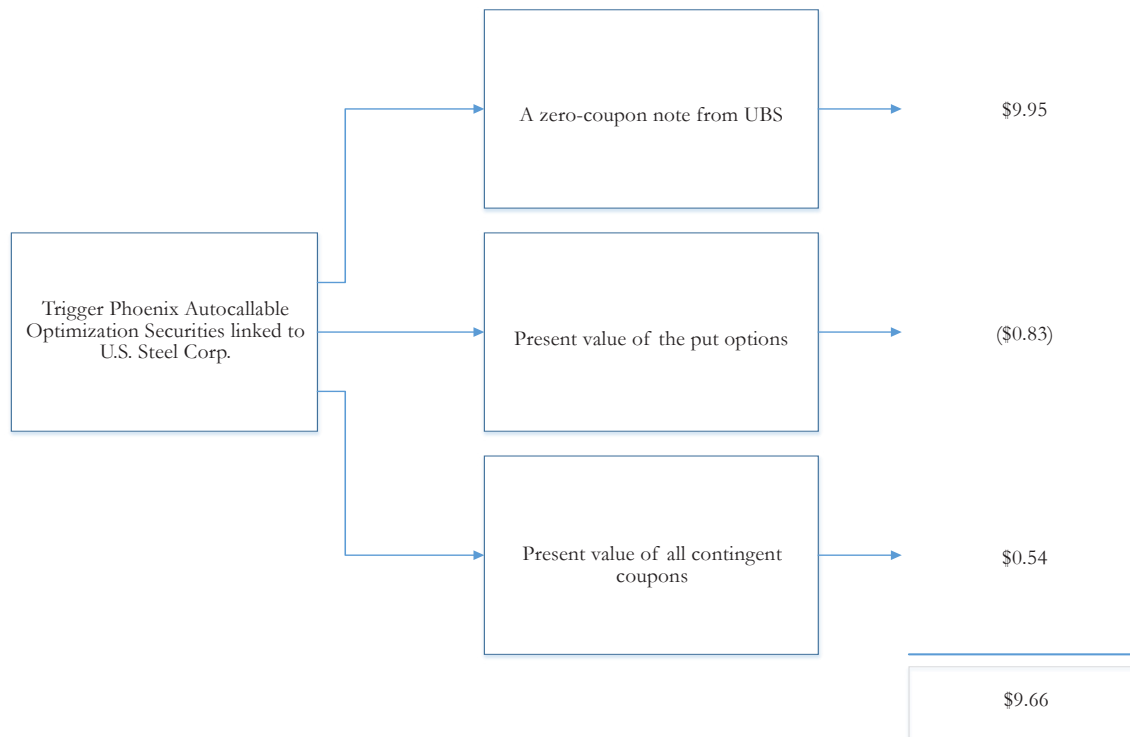 A zero-coupon note from UBS
$9.95
Trigger Phoenix Autocallable
Optimization Securities linked to
U.S. Steel Corp.
Present value of the put options
($0.83)
Present value of all contingent
coupons
$0.54
$9.66